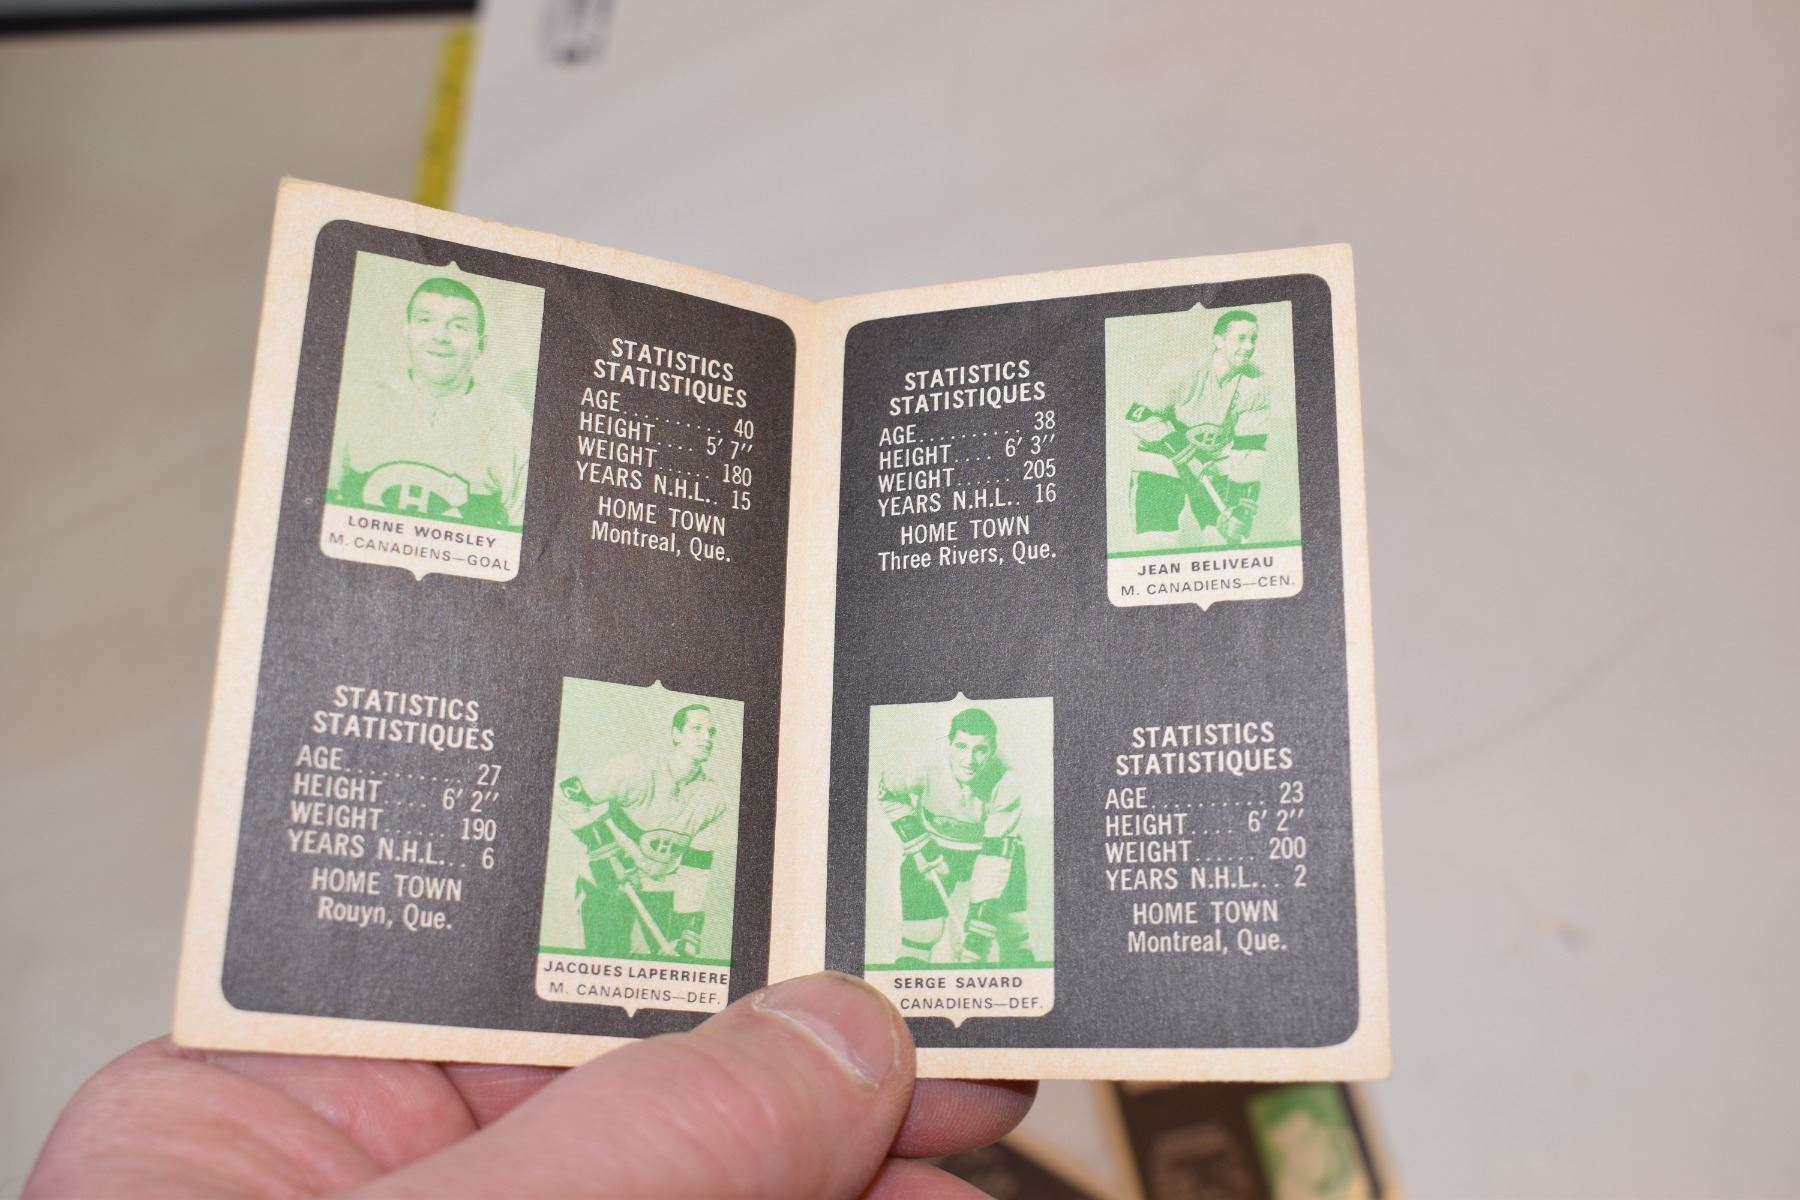 STATISTICS
STATISTIQUES
AGE.......... 40
HEIGHT.... 5' 7''
WEIGHT...... 180
YEARS N.H.L.. 15
HOME TOWN
Montreal, Que.
LORNE WORSLEY
M. CANADIENS—GOAL
STATISTICS
STATISTIQUES
AGE.......... 27
HEIGHT .... 6' 2''
WEIGHT ...... 190
YEARS N.H.L... 6
HOME TOWN
Rouyn, Que.
JACQUES LAPERRIERE
M. CANADIENS—DEF.
STATISTICS
STATISTIQUES
AGE.......... 38
HEIGHT.... 6' 3''
WEIGHT...... 205
YEARS N.H.L.. 16
HOME TOWN
Three Rivers, Que.
4
JEAN BELIVEAU
M. CANADIENS—CEN.
SERGE SAVARD
CANADIENS—DEF.
STATISTICS
STATISTIQUES
AGE.......... 23
HEIGHT.... 6' 2''
WEIGHT...... 200
YEARS N.H.L... 2
HOME TOWN
Montreal, Que.